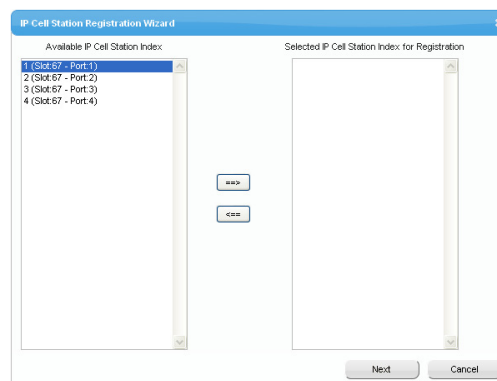 IP Cell Station Registration Wizard
Available IP Cell Station Index
Selected IP Cell Station Index for Registration
1 (Slot:67 - Port:1)
2 (Slot:67 - Port:2)
3 (Slot:67 - Port:3)
4 (Slot:67 - Port:4)
==>
<==
Next
Cancel